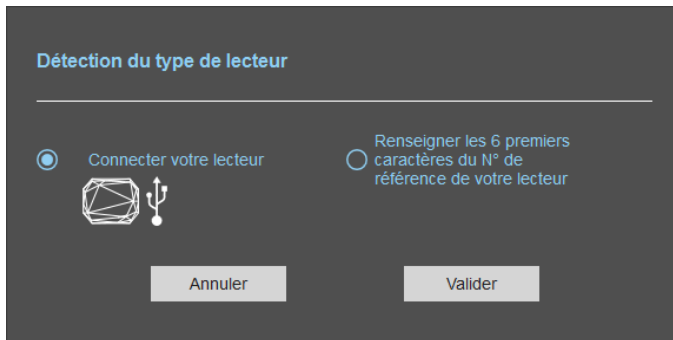 Détection du type de lecteur
Connecter votre lecteur
Renseigner les 6 premiers
caractères du N° de
référence de votre lecteur
Annuler
Valider